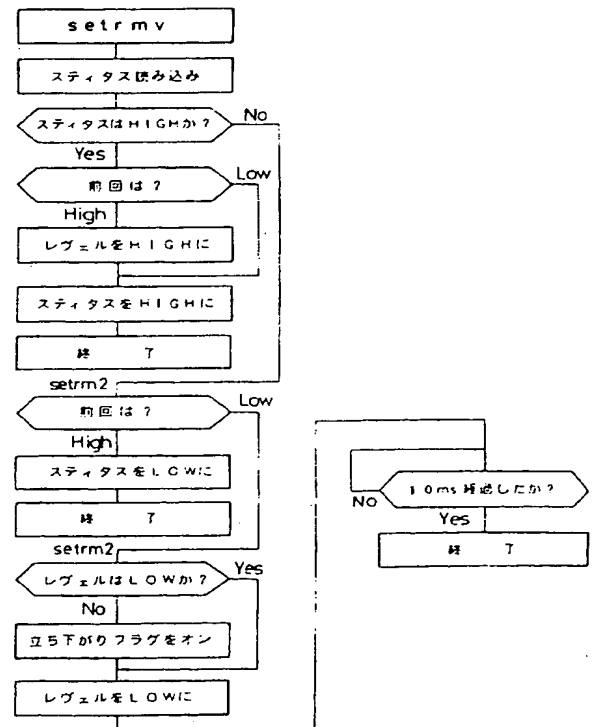 setrmv
スティタス読み込み
スティタスはHIGHか?
No
Yes
前回は?
Low
High
レヴェルをHIGHに
スティタスをHIGHに
終 了
setrm2
前回は?
Low
High
スティタスをLOWに
終 了
setrm2
レヴェルはLOWか?
Yes
No
立ち下がりフラグをオン
レヴェルをLOWに
10ms経過したか?
No
Yes
終 了